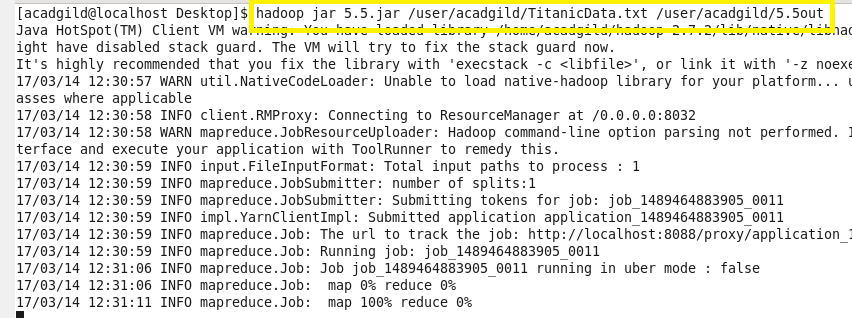 [acadgild@localhost Desktop]$ hadoop jar 5.5.jar /user/acadgild/TitanicData.txt /user/acadgild/5.5out
Java HotSpot(TM) Client VM warning: You have loaded library /home/acadgild/hadoop-2.7.2/lib/native/libhad
ight have disabled stack guard. The VM will try to fix the stack guard now.
It's highly recommended that you fix the library with 'execstack -c <libfile>', or link it with '-z noexe
17/03/14 12:30:57 WARN util.NativeCodeLoader: Unable to load native-hadoop library for your platform... u
asses where applicable
17/03/14 12:30:58 INFO client.RMProxy: Connecting to ResourceManager at /0.0.0.0:8032
17/03/14 12:30:58 WARN mapreduce.JobResourceUploader: Hadoop command-line option parsing not performed. I
terface and execute your application with ToolRunner to remedy this.
17/03/14 12:30:59 INFO input.FileInputFormat: Total input paths to process : 1
17/03/14 12:30:59 INFO mapreduce.JobSubmitter: number of splits:1
17/03/14 12:30:59 INFO mapreduce.JobSubmitter: Submitting tokens for job: job_1489464883905_0011
17/03/14 12:30:59 INFO impl.YarnClientImpl: Submitted application application_1489464883905_0011
17/03/14 12:30:59 INFO mapreduce.Job: The url to track the job: http://localhost:8088/proxy/application_1
17/03/14 12:30:59 INFO mapreduce.Job: Running job: job_1489464883905_0011
17/03/14 12:31:06 INFO mapreduce.Job: Job job_1489464883905_0011 running in uber mode : false
17/03/14 12:31:06 INFO mapreduce.Job:  map 0% reduce 0%
17/03/14 12:31:11 INFO mapreduce.Job:  map 100% reduce 0%